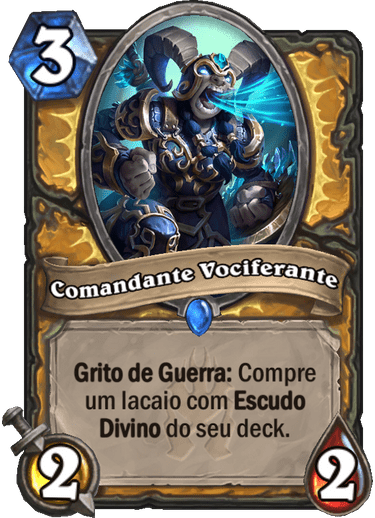 3
Comandante Vociferante
Grito de Guerra: Compre
um lacaio com Escudo
Divino do seu deck.
2 2